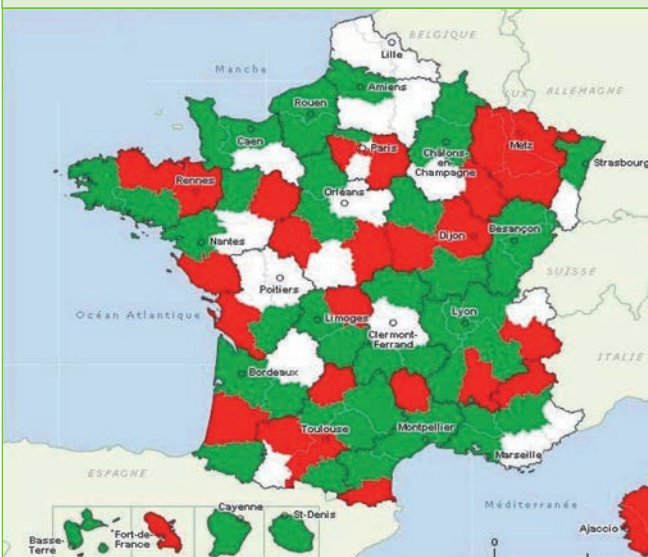 BELGIQUE
Lille
Manche
Amiens
LUX
ALLEMAGNE
Rouen
Caen
Paris
Metz
Châlons-
en-
Champagne
Strasbourg
Rennes
Orléans
Dijon
Besançon
Nantes
SUISSE
Poitiers
Océan Atlantique
Limoges
Lyon
Clermont-
Ferrand
ITALIE
Bordeaux
Toulouse
Montpellier
Marseille
ESPAGNE
Cayenne
St-Denis
Méditerranée
Basse-
Terre
Fort-de-
France
Ajaccio
0